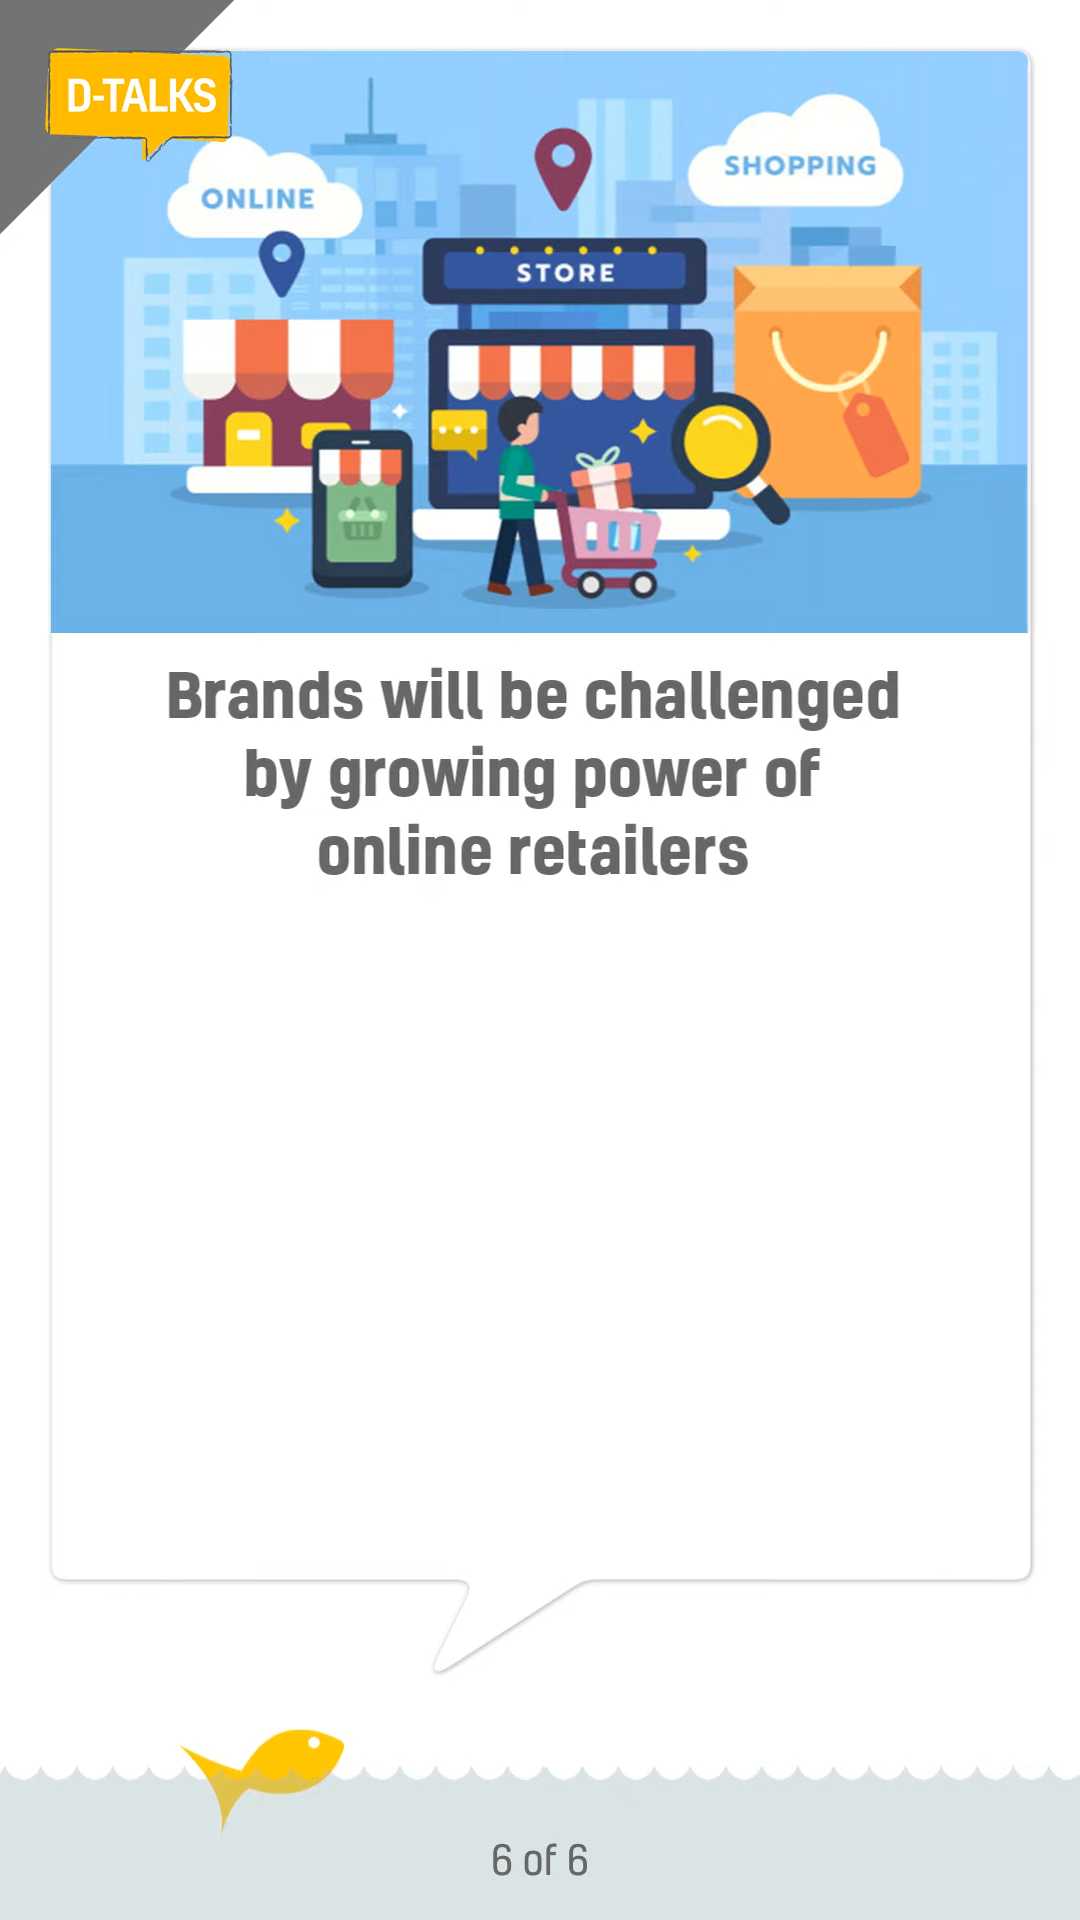 D-TALKS
ONLINE
SHOPPING
STORE
Brands will be challenged
by growing power of
online retailers
6 of 6